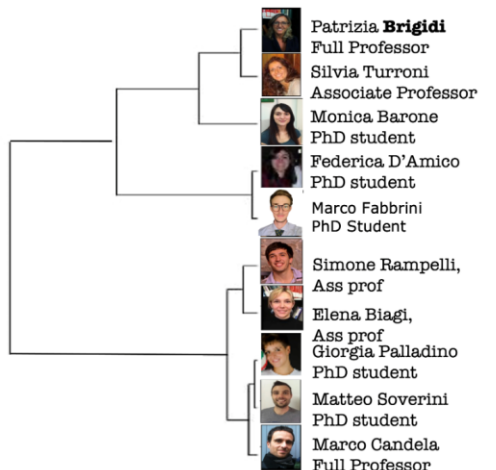 Patrizia Brigidi
Full Professor
Silvia Turroni
Associate Professor
Monica Barone
PhD student
Federica D'Amico
PhD student
Marco Fabbrini
PhD Student
Simone Rampelli,
Ass prof
Elena Biagi,
Ass prof
Giorgia Palladino
PhD student
Matteo Soverini
PhD student
Marco Candela
Full Professor